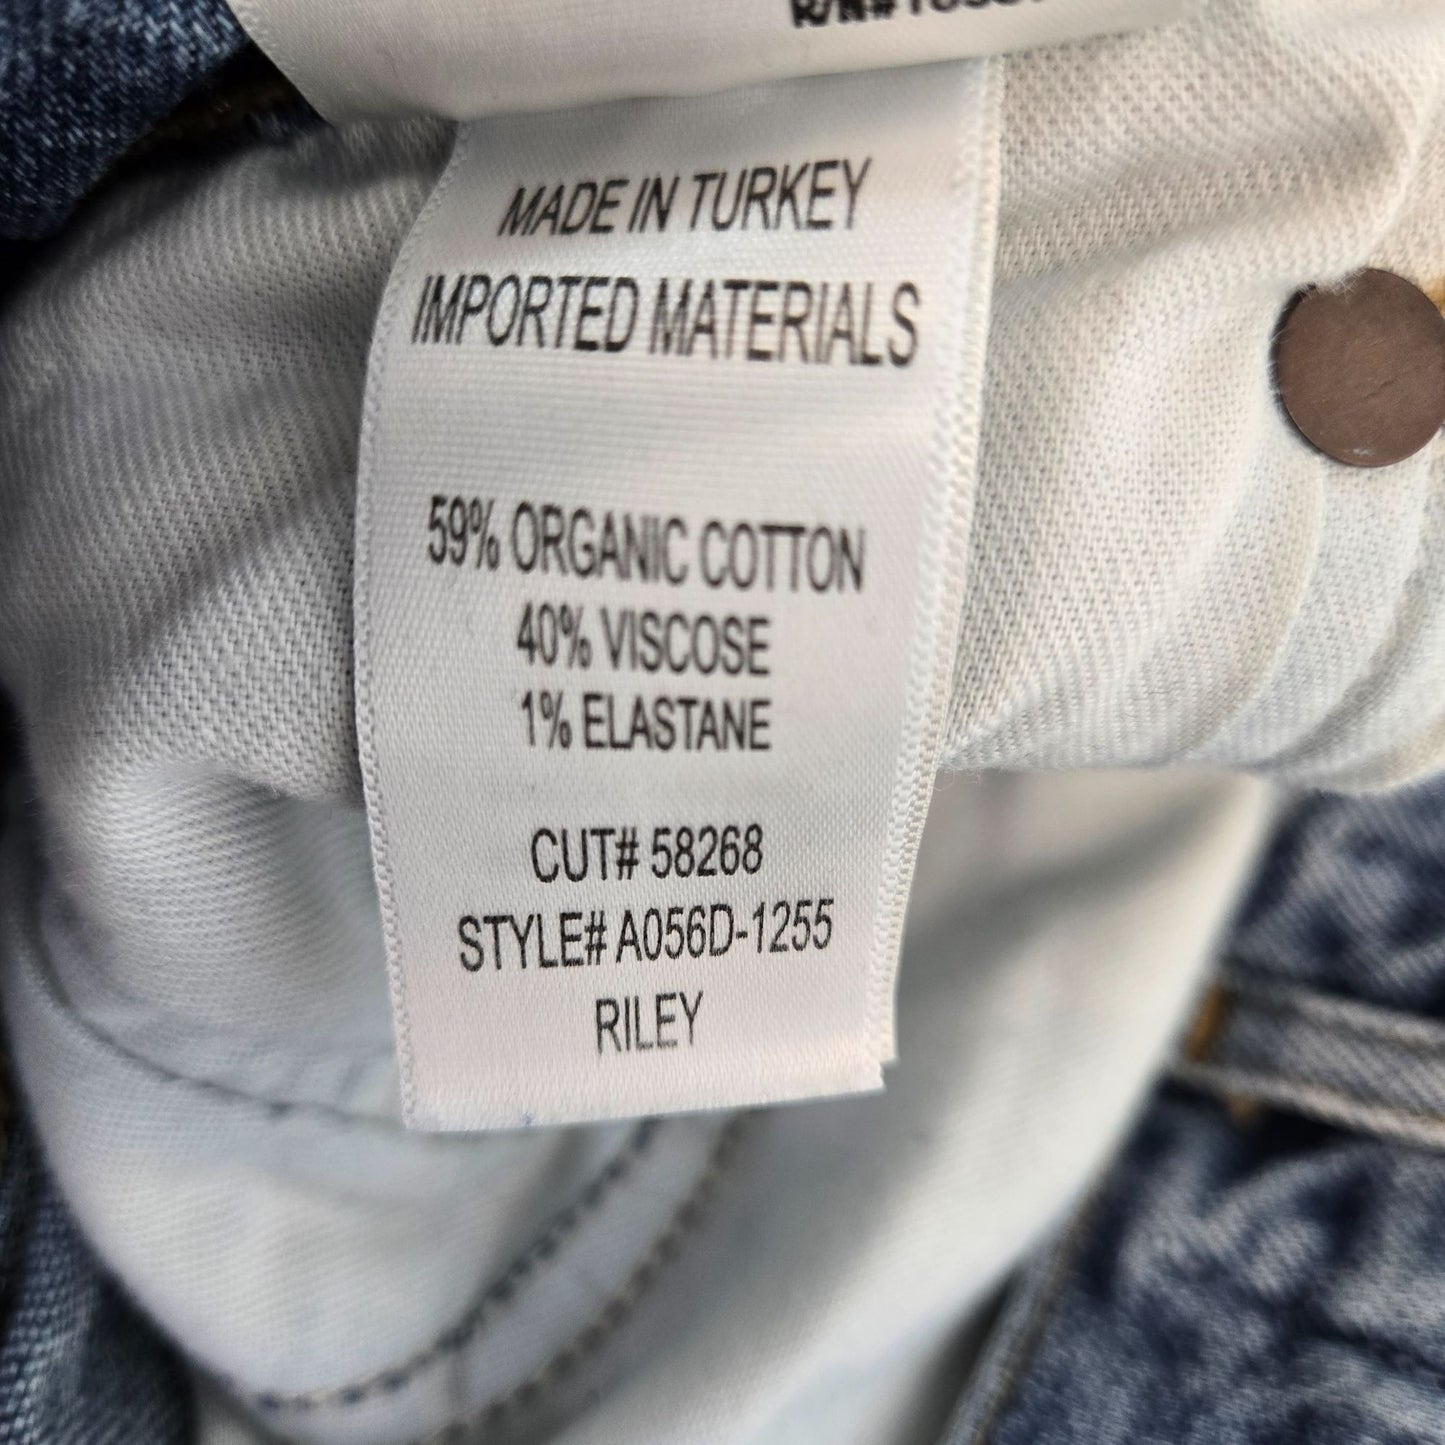 MADE IN TURKEY
IMPORTED MATERIALS
59% ORGANIC COTTON
40% VISCOSE
1% ELASTANE
CUT# 58268
STYLE# A056D-1255
RILEY